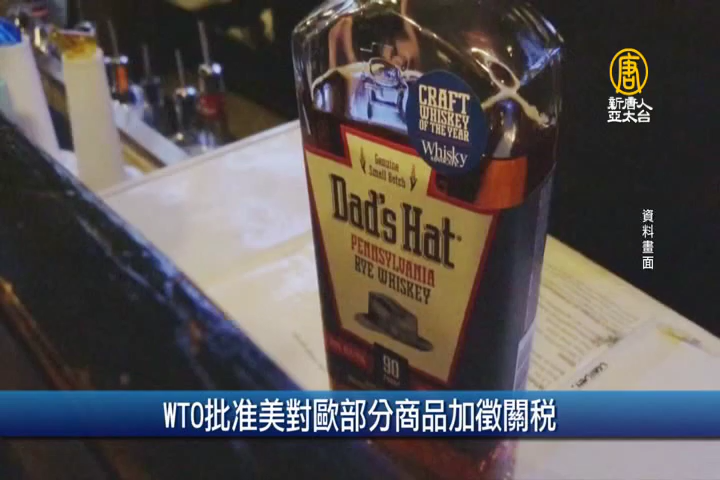 唐
新唐人
亞太台
資料畫面
CRAFT
WHISKEY
OF THE YEAR
Whisky
Genuine
Small Batch
Dad's Hat
PENNSYLVANIA
RYE WHISKEY
90
WTO批准美對歐部分商品加徵關稅